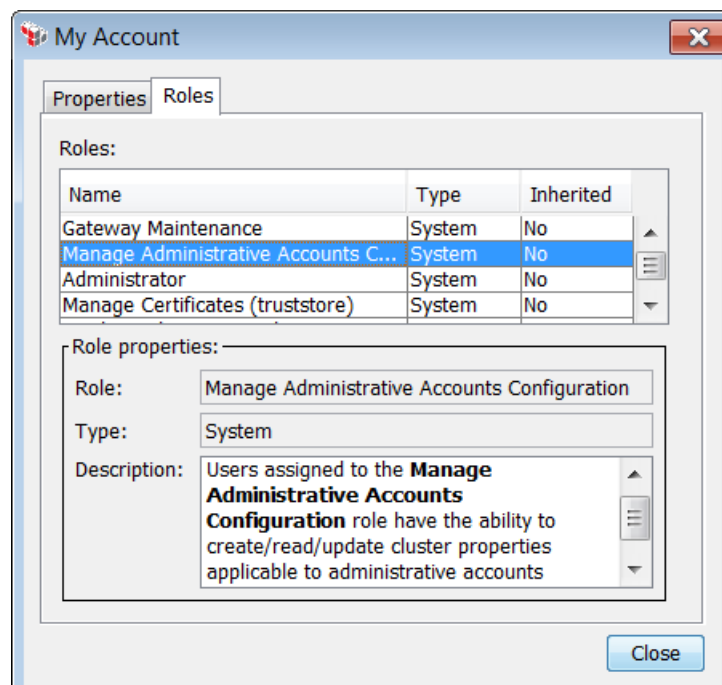 My Account
Properties Roles
Roles:
Name Type Inherited
Gateway Maintenance System No
Manage Administrative Accounts C... System No
Administrator System No
Manage Certificates (truststore) System No
Role properties:
Role: Manage Administrative Accounts Configuration
Type: System
Description: Users assigned to the Manage
Administrative Accounts
Configuration role have the ability to
create/read/update cluster properties
applicable to administrative accounts
Close